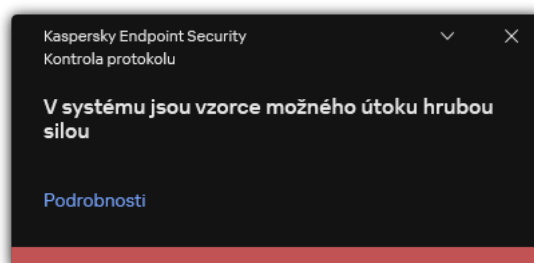 Kaspersky Endpoint Security
Kontrola protokolu
V systému jsou vzorce možného útoku hrubou
silou
Podrobnosti